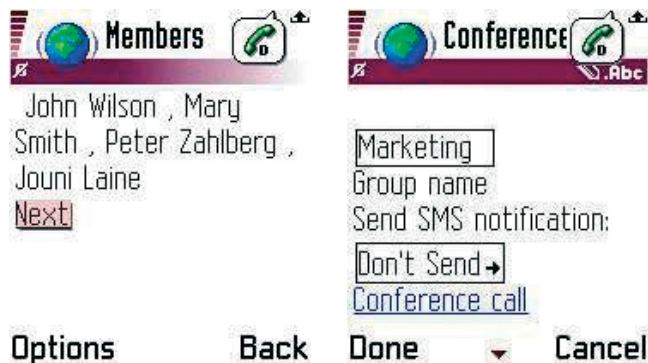 Members
John Wilson , Mary
Smith , Peter Zahlberg ,
Jouni Laine
Next
Options Back
Conference
.Abc
Marketing
Group name
Send SMS notification:
Don't Send
Conference call
Done Cancel